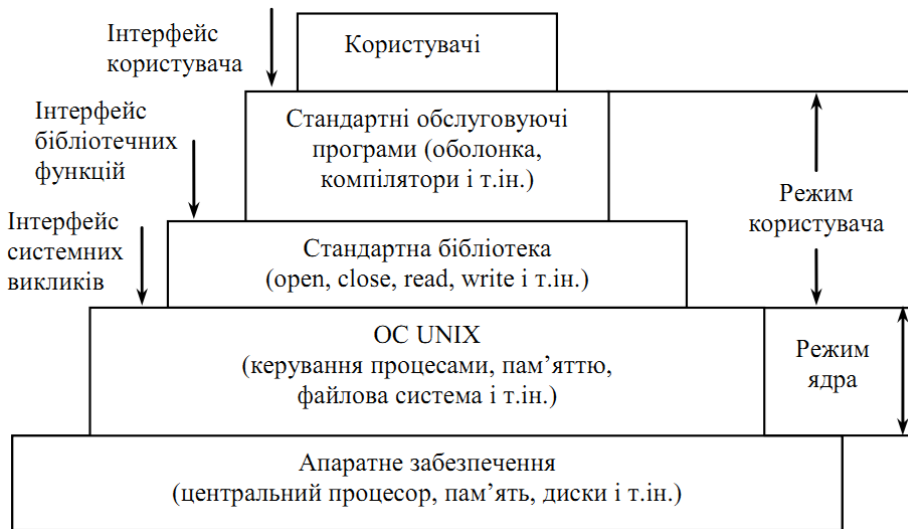 Інтерфейс
користувача
Користувачі
Інтерфейс
бібліотечних
функцій
Стандартні обслуговуючі
програми (оболонка,
компілятори і т.ін.)
Режим
користувача
Інтерфейс
системних
викликів
Стандартна бібліотека
(open, close, read, write і т.ін.)
ОС UNIX
(керування процесами, пам’яттю,
файлова система і т.ін.)
Режим
ядра
Апаратне забезпечення
(центральний процесор, пам’ять, диски і т.ін.)